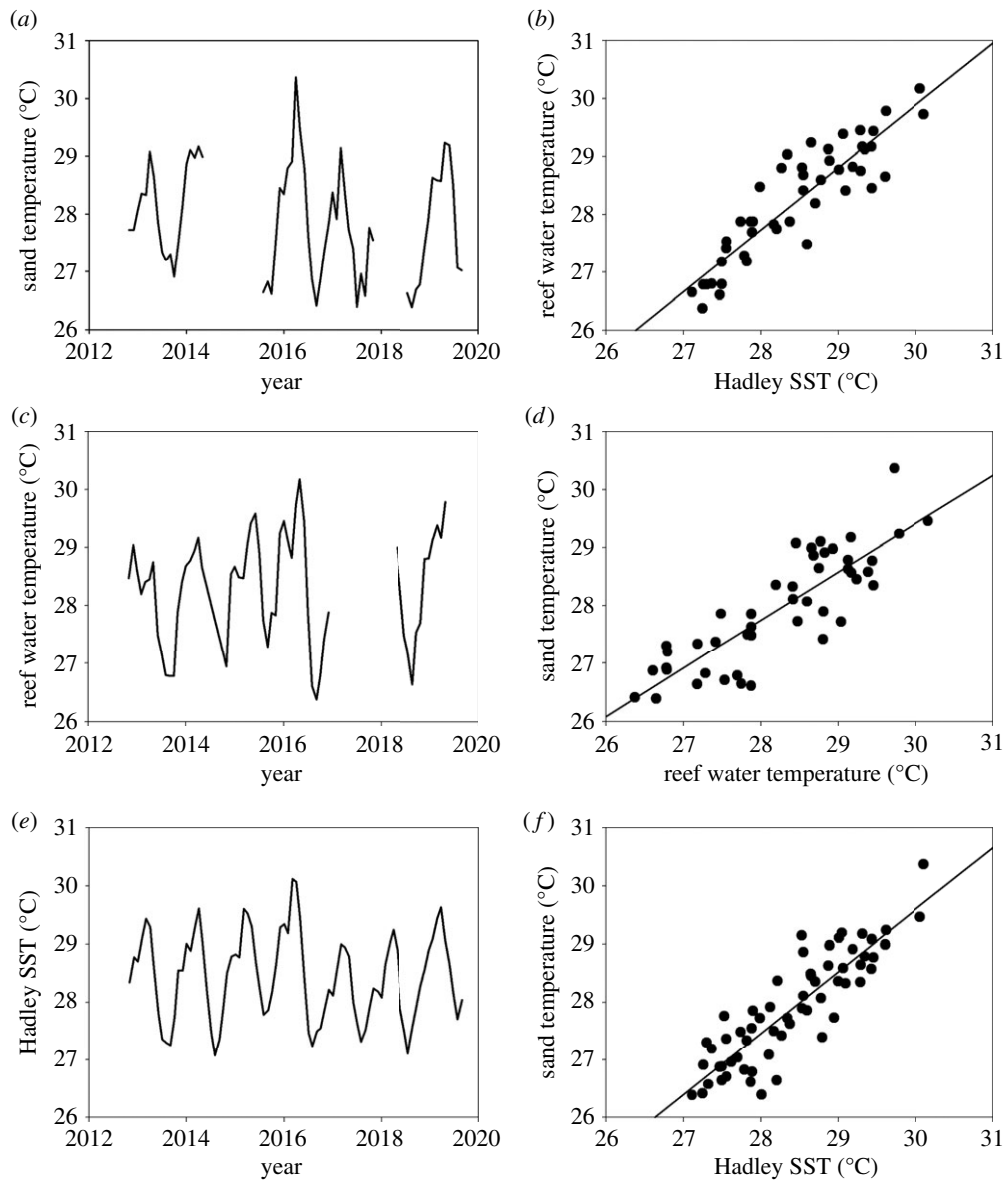 (a)
31
30
29
28
27
26
sand temperature (°C)
2012 2014 2016 2018 2020
year
(b)
31
30
29
28
27
26
reef water temperature (°C)
26 27 28 29 30 31
Hadley SST (°C)
(c)
31
30
29
28
27
26
reef water temperature (°C)
2012 2014 2016 2018 2020
year
(d)
31
30
29
28
27
26
sand temperature (°C)
26 27 28 29 30 31
reef water temperature (°C)
(e)
31
30
29
28
27
26
Hadley SST (°C)
2012 2014 2016 2018 2020
year
(f)
31
30
29
28
27
26
sand temperature (°C)
26 27 28 29 30 31
Hadley SST (°C)